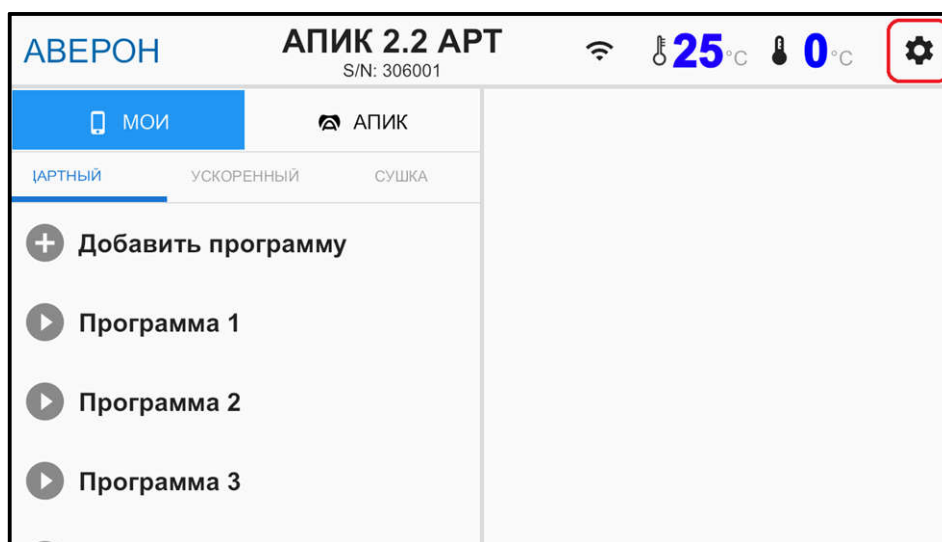 АВЕРОН
АПИК 2.2 АРТ
S/N: 306001
25 °C 0 °C
МОИ АПИК
ДАРТНЫЙ УСКОРЕННЫЙ СУШКА
Добавить программу
Программа 1
Программа 2
Программа 3